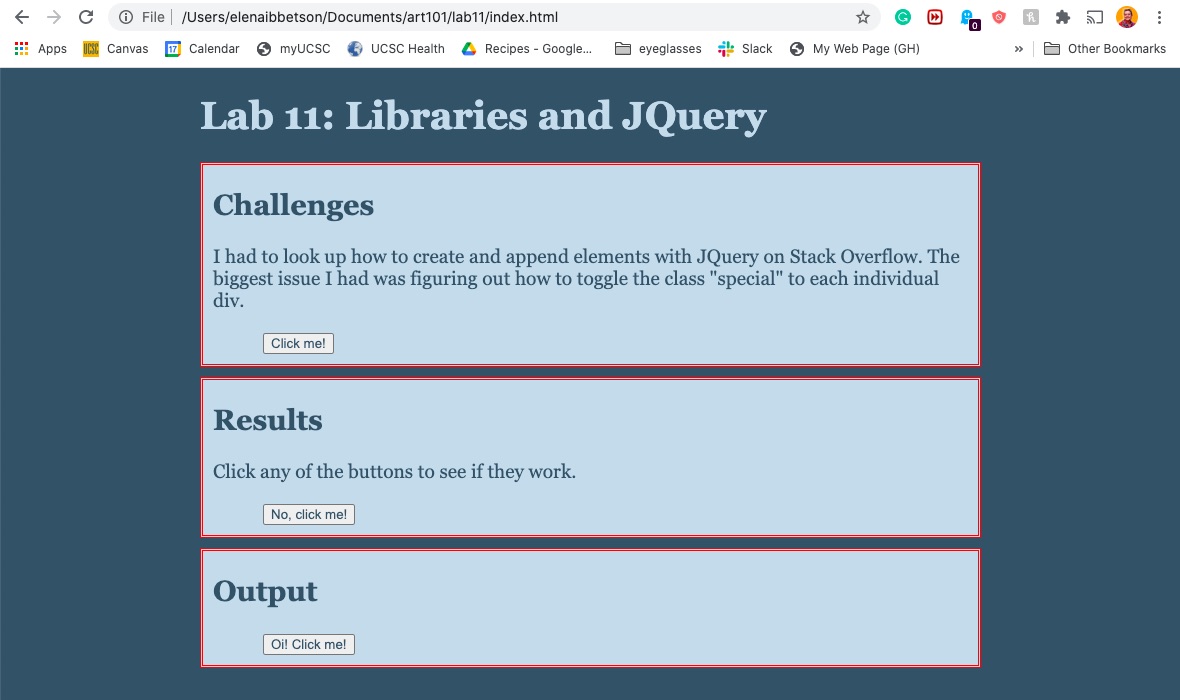 File /Users/elenaibbetson/Documents/art101/lab11/index.html
0
Apps UCSC Canvas 17 Calendar myUCSC UCSC Health Recipes - Google... eyeglasses Slack My Web Page (GH) » Other Bookmarks
Lab 11: Libraries and JQuery
Challenges
I had to look up how to create and append elements with JQuery on Stack Overflow. The
biggest issue I had was figuring out how to toggle the class "special" to each individual
div.
Click me!
Results
Click any of the buttons to see if they work.
No, click me!
Output
Oi! Click me!